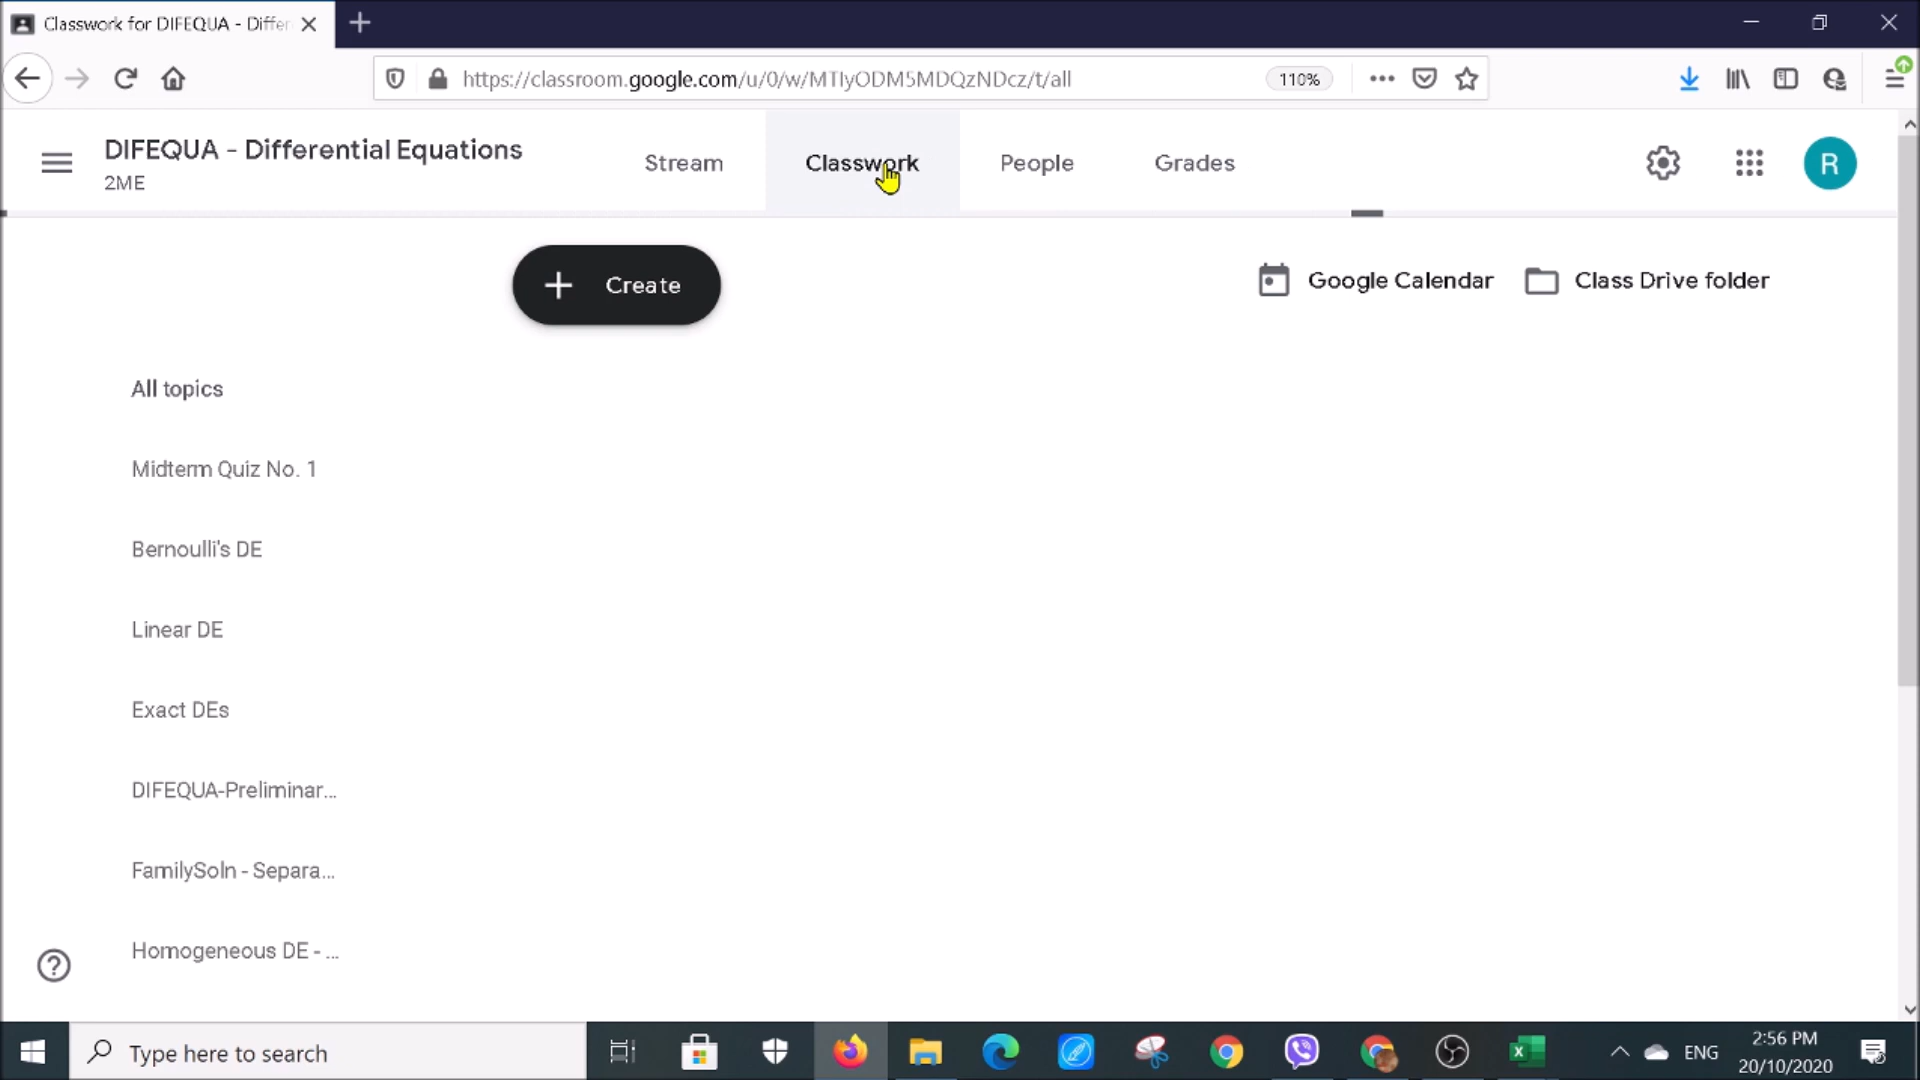 Classwork for DIFEQUA - Differ
https://classroom.google.com/u/0/w/MTIyODM5MDQzNDcz/t/all
110%
DIFEQUA - Differential Equations
2ME
Stream
Classwork
People
Grades
R
Create
Google Calendar
Class Drive folder
All topics
Midterm Quiz No. 1
Bernoulli's DE
Linear DE
Exact DEs
DIFEQUA-Preliminar...
FamilySoln - Separa...
Homogeneous DE - ...
Type here to search
ENG
2:56 PM
20/10/2020